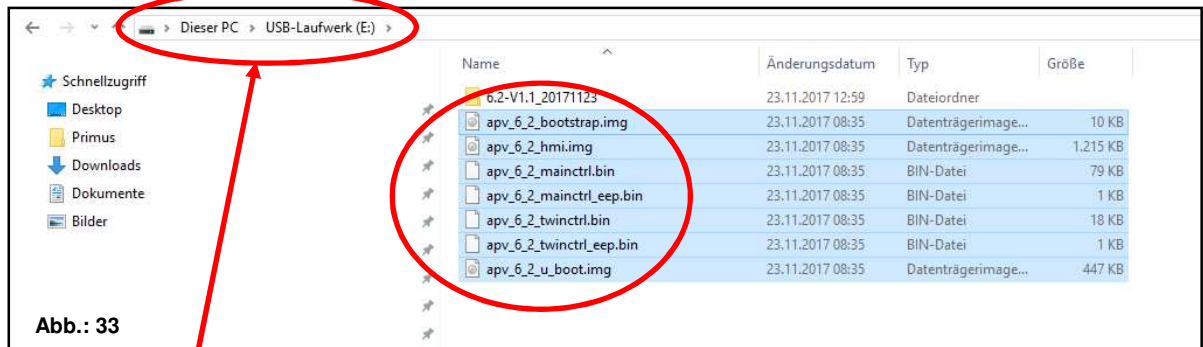 Dieser PC > USB-Laufwerk (E:) >
Name Änderungsdatum Typ Größe
Schnellzugriff
Desktop
Primus
Downloads
Dokumente
Bilder
6.2-V1.1_20171123 23.11.2017 12:59 Dateiordner
apv_6_2_bootstrap.img 23.11.2017 08:35 Datenträgerimage... 10 KB
apv_6_2_hmi.img 23.11.2017 08:35 Datenträgerimage... 1.215 KB
apv_6_2_mainctrl.bin 23.11.2017 08:35 BIN-Datei 79 KB
apv_6_2_mainctrl_eep.bin 23.11.2017 08:35 BIN-Datei 1 KB
apv_6_2_twinctrl.bin 23.11.2017 08:35 BIN-Datei 18 KB
apv_6_2_twinctrl_eep.bin 23.11.2017 08:35 BIN-Datei 1 KB
apv_6_2_u_boot.img 23.11.2017 08:35 Datenträgerimage... 447 KB
Abb.: 33